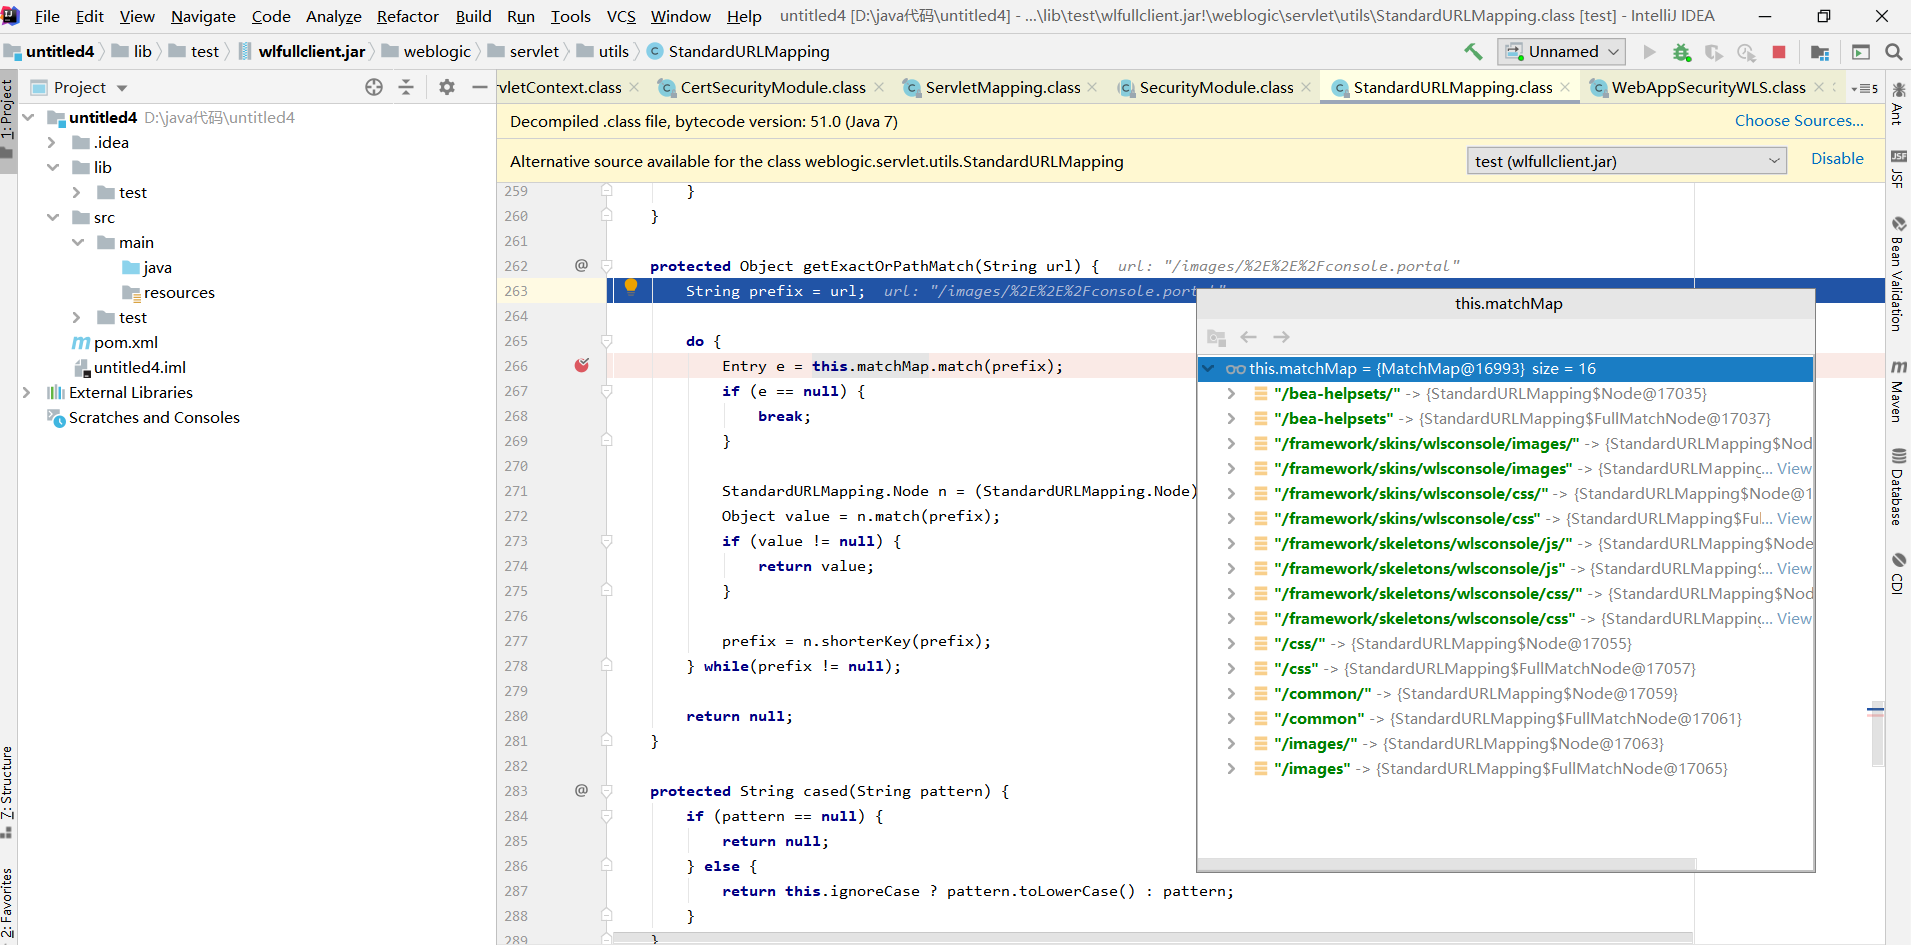 File Edit View Navigate Code Analyze Refactor Build Run Tools VCS Window Help untitled4 [D:\java代码\untitled4] - ...\lib\test\wlfullclient.jar!\weblogic\servlet\utils\StandardURLMapping.class [test] - IntelliJ IDEA
untitled4 lib test wlfullclient.jar weblogic servlet utils StandardURLMapping Unnamed
Project vletContext.class CertSecurityModule.class ServletMapping.class SecurityModule.class StandardURLMapping.class WebAppSecurityWLS.class 5
1: Project
7: Structure
2: Favorites
untitled4 D:\java代码\untitled4
.idea
lib
test
src
main
java
resources
test
pom.xml
untitled4.iml
External Libraries
Scratches and Consoles
Decompiled .class file, bytecode version: 51.0 (Java 7) Choose Sources...
Alternative source available for the class weblogic.servlet.utils.StandardURLMapping test (wlfullclient.jar) Disable
259 }
260 }
261
262 @ protected Object getExactOrPathMatch(String url) { url: "/images/%2E%2E%2Fconsole.portal"
263 String prefix = url; url: "/images/%2E%2E%2Fconsole.portal"
264
265 do {
266 Entry e = this.matchMap.match(prefix);
267 if (e == null) {
268 break;
269 }
270
271 StandardURLMapping.Node n = (StandardURLMapping.Node)
272 Object value = n.match(prefix);
273 if (value != null) {
274 return value;
275 }
276
277 prefix = n.shorterKey(prefix);
278 } while(prefix != null);
279
280 return null;
281 }
282
283 @ protected String cased(String pattern) {
284 if (pattern == null) {
285 return null;
286 } else {
287 return this.ignoreCase ? pattern.toLowerCase() : pattern;
288 }
289 }
this.matchMap
this.matchMap = {MatchMap@16993} size = 16
"/bea-helpsets/" -> {StandardURLMapping$Node@17035}
"/bea-helpsets" -> {StandardURLMapping$FullMatchNode@17037}
"/framework/skins/wlsconsole/images/" -> {StandardURLMapping$Nod
"/framework/skins/wlsconsole/images" -> {StandardURLMapping... View
"/framework/skins/wlsconsole/css/" -> {StandardURLMapping$Node@1
"/framework/skins/wlsconsole/css" -> {StandardURLMapping$Ful... View
"/framework/skeletons/wlsconsole/js/" -> {StandardURLMapping$Node
"/framework/skeletons/wlsconsole/js" -> {StandardURLMapping$... View
"/framework/skeletons/wlsconsole/css/" -> {StandardURLMapping$Nod
"/framework/skeletons/wlsconsole/css" -> {StandardURLMapping... View
"/css/" -> {StandardURLMapping$Node@17055}
"/css" -> {StandardURLMapping$FullMatchNode@17057}
"/common/" -> {StandardURLMapping$Node@17059}
"/common" -> {StandardURLMapping$FullMatchNode@17061}
"/images/" -> {StandardURLMapping$Node@17063}
"/images" -> {StandardURLMapping$FullMatchNode@17065}
Ant
JSF
JSF
Bean Validation
m
Maven
Database
CDI